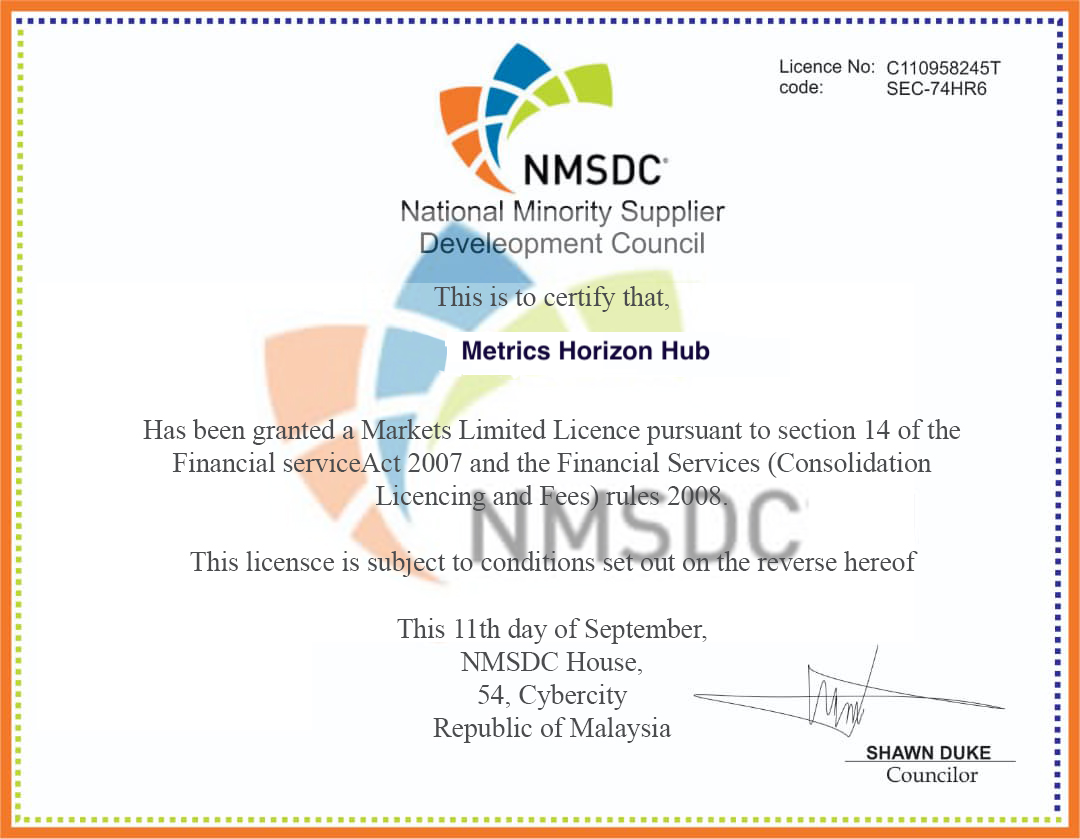 Licence No: C110958245T
code: SEC-74HR6
NMSDC
National Minority Supplier
Develeopment Council
This is to certify that,
Metrics Horizon Hub
Has been granted a Markets Limited Licence pursuant to section 14 of the
Financial serviceAct 2007 and the Financial Services (Consolidation
Licencing and Fees) rules 2008.
NMSDC
This licensce is subject to conditions set out on the reverse hereof
This 11th day of September,
NMSDC House,
54, Cybercity
Republic of Malaysia
SHAWN DUKE
Councilor